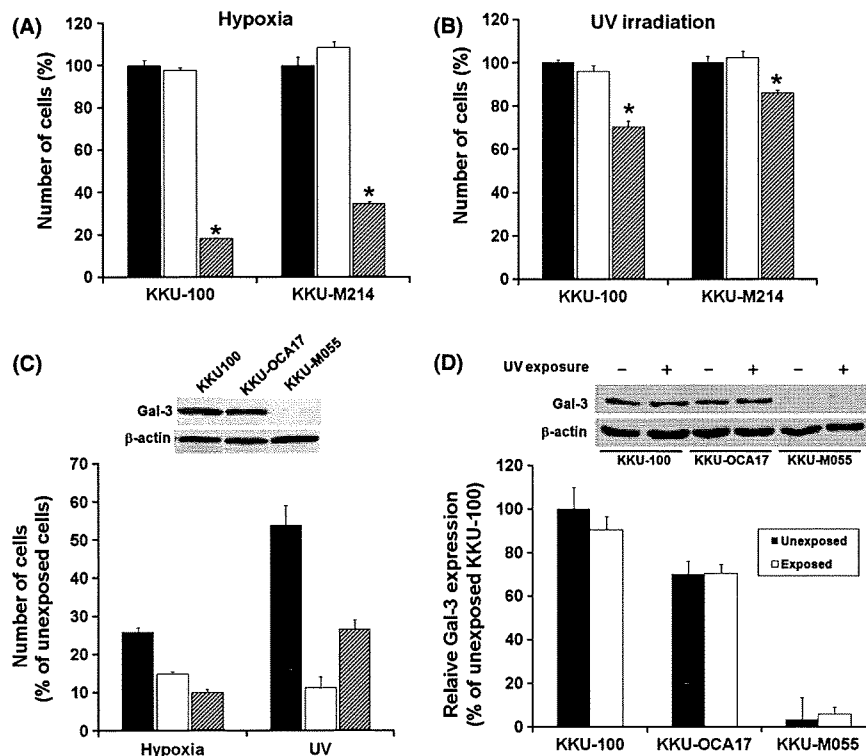 (A)
Hypoxia
Number of cells (%)
120
100
80
60
40
20
0
*
*
KKU-100
KKU-M214
(B)
UV irradiation
Number of cells (%)
120
100
80
60
40
20
0
*
*
KKU-100
KKU-M214
(C)
KKU100
KKU-OCA17
KKU-M055
Gal-3
β-actin
Number of cells
(% of unexposed cells)
70
60
50
40
30
20
10
0
Hypoxia
UV
(D)
UV exposure − + − + − +
Gal-3
β-actin
KKU-100 KKU-OCA17 KKU-M055
Relaive Gal-3 expression
(% of unexposed KKU-100)
120
100
80
60
40
20
0
Unexposed
Exposed
KKU-100
KKU-OCA17
KKU-M055